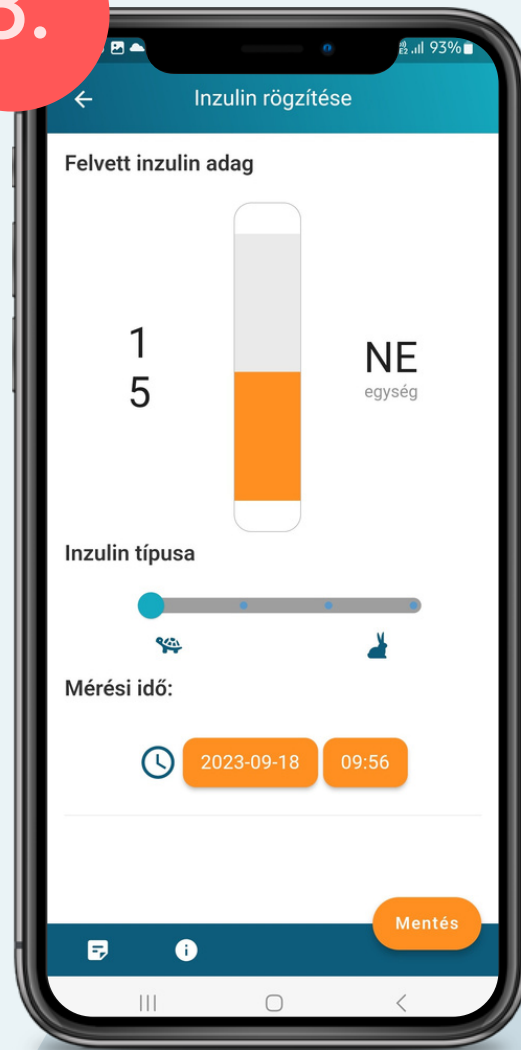 3.
93%
Inzulin rögzítése
Felvett inzulin adag
1
5
NE
egység
Inzulin típusa
Mérési idő:
2023-09-18 09:56
Mentés